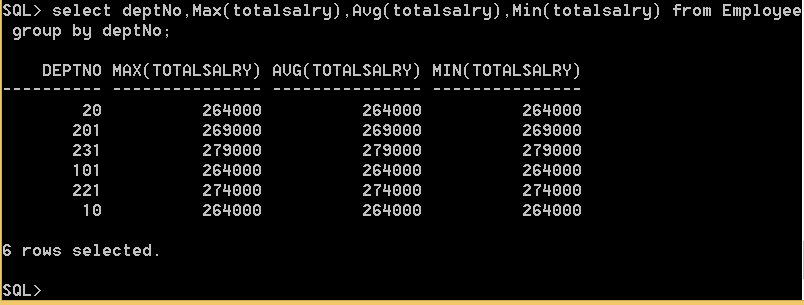 SQL> select deptNo,Max(totalsalry),Avg(totalsalry),Min(totalsalry) from Employee
group by deptNo;
DEPTNO MAX(TOTALSALRY) AVG(TOTALSALRY) MIN(TOTALSALRY)
---------- --------------- --------------- ---------------
20 264000 264000 264000
201 269000 269000 269000
231 279000 279000 279000
101 264000 264000 264000
221 274000 274000 274000
10 264000 264000 264000
6 rows selected.
SQL>